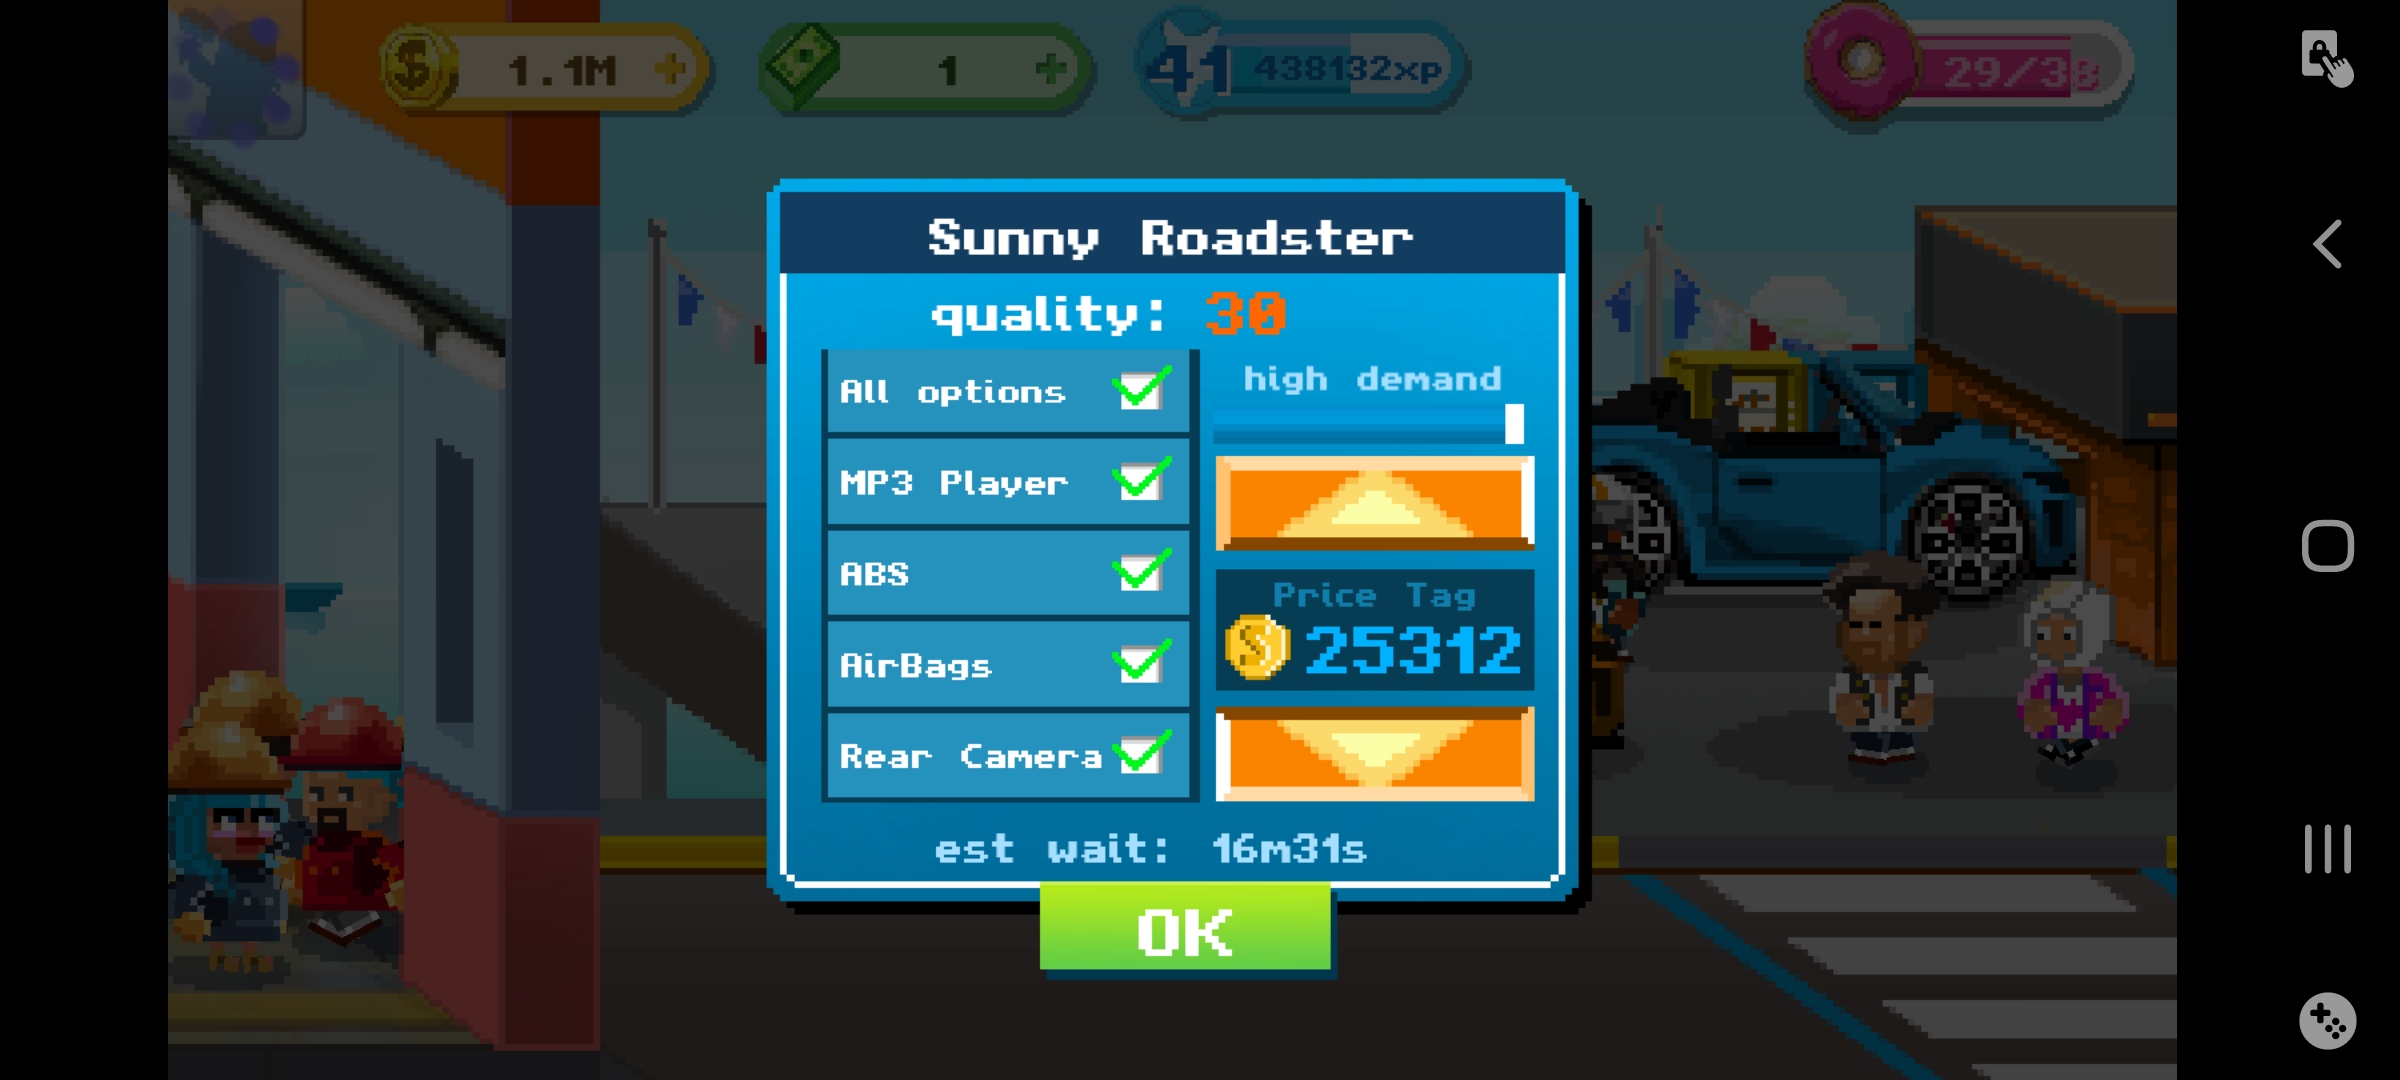 1.1M
1
41 438132xp
29/38
Sunny Roadster
quality: 30
All options
MP3 Player
ABS
AirBags
Rear Camera
high demand
Price Tag
25312
est wait: 16m31s
OK